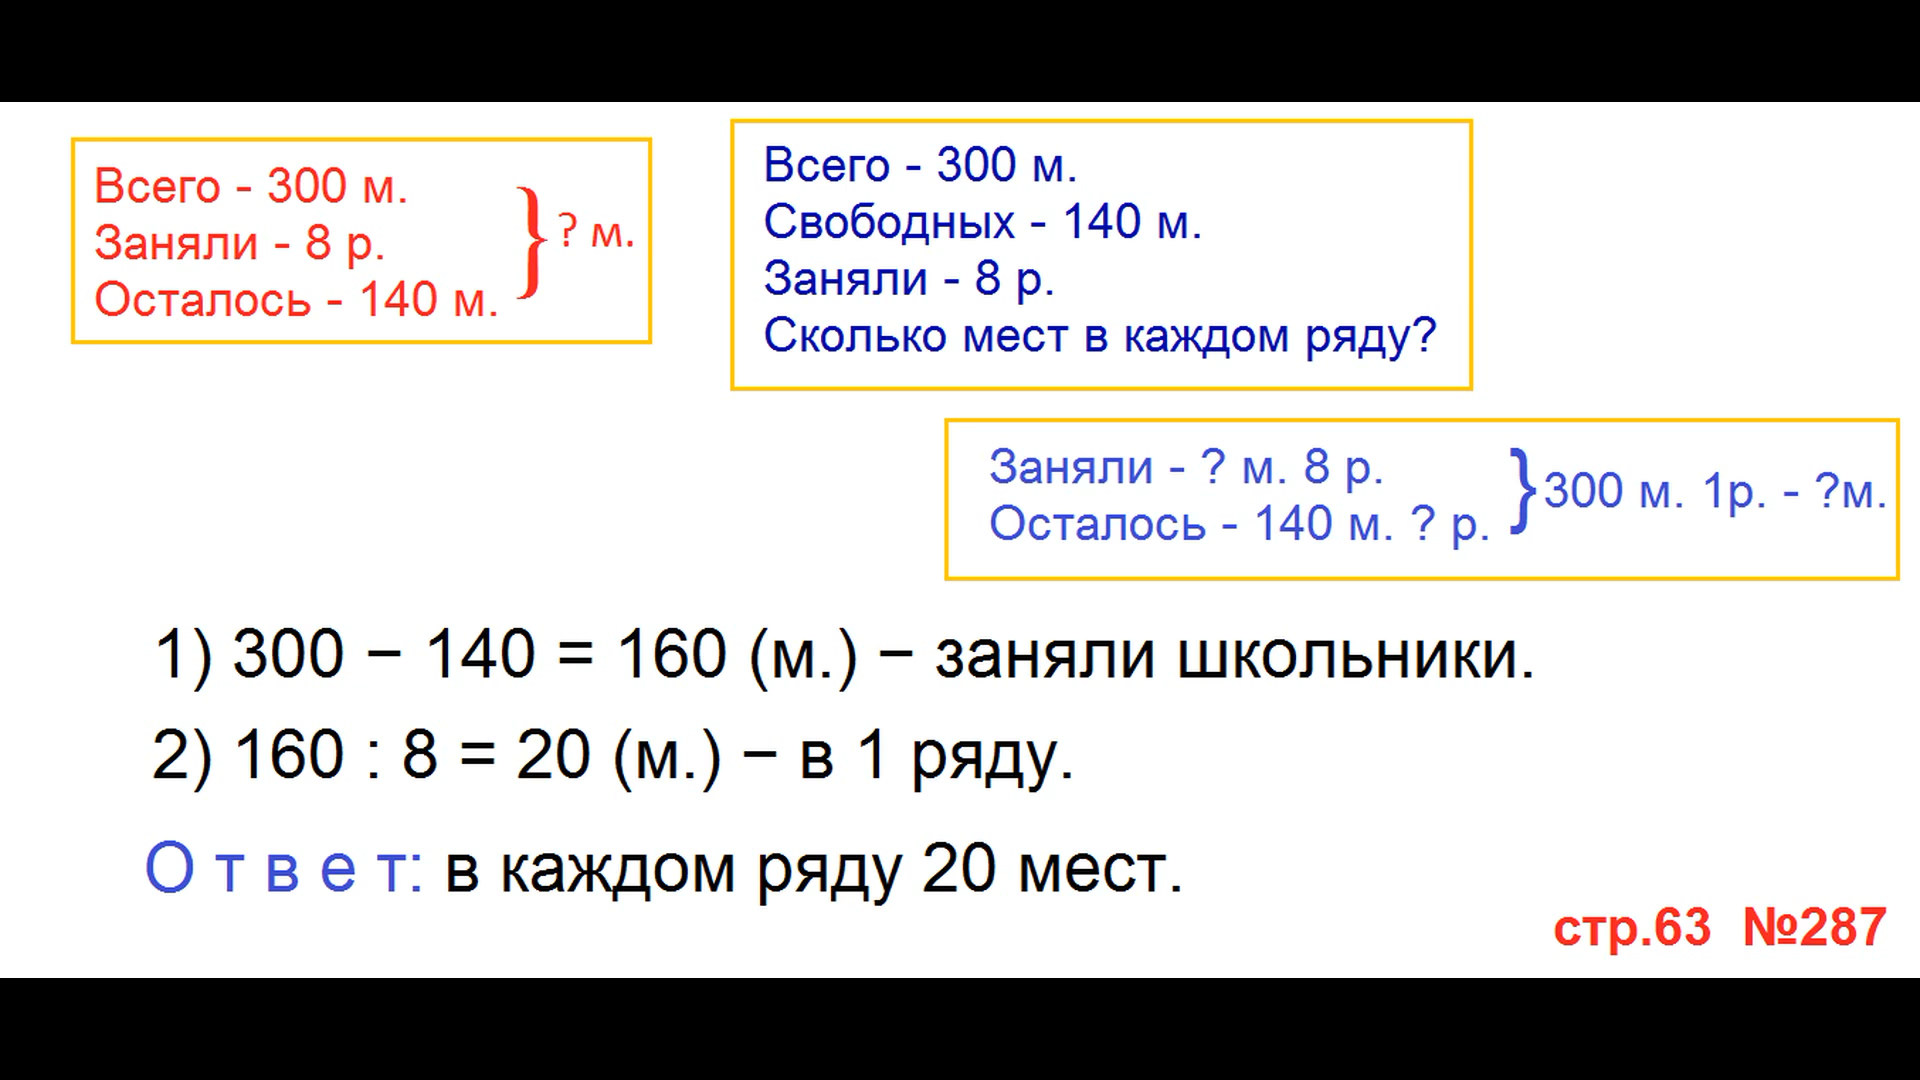 Всего - 300 м.
Заняли - 8 р.
Осталось - 140 м.
} ? м.
Всего - 300 м.
Свободных - 140 м.
Заняли - 8 р.
Сколько мест в каждом ряду?
Заняли - ? м. 8 р.
Осталось - 140 м. ? р.
} 300 м. 1р. - ?м.
1) 300 − 140 = 160 (м.) − заняли школьники.
2) 160 : 8 = 20 (м.) − в 1 ряду.
О т в е т: в каждом ряду 20 мест.
стр.63 №287